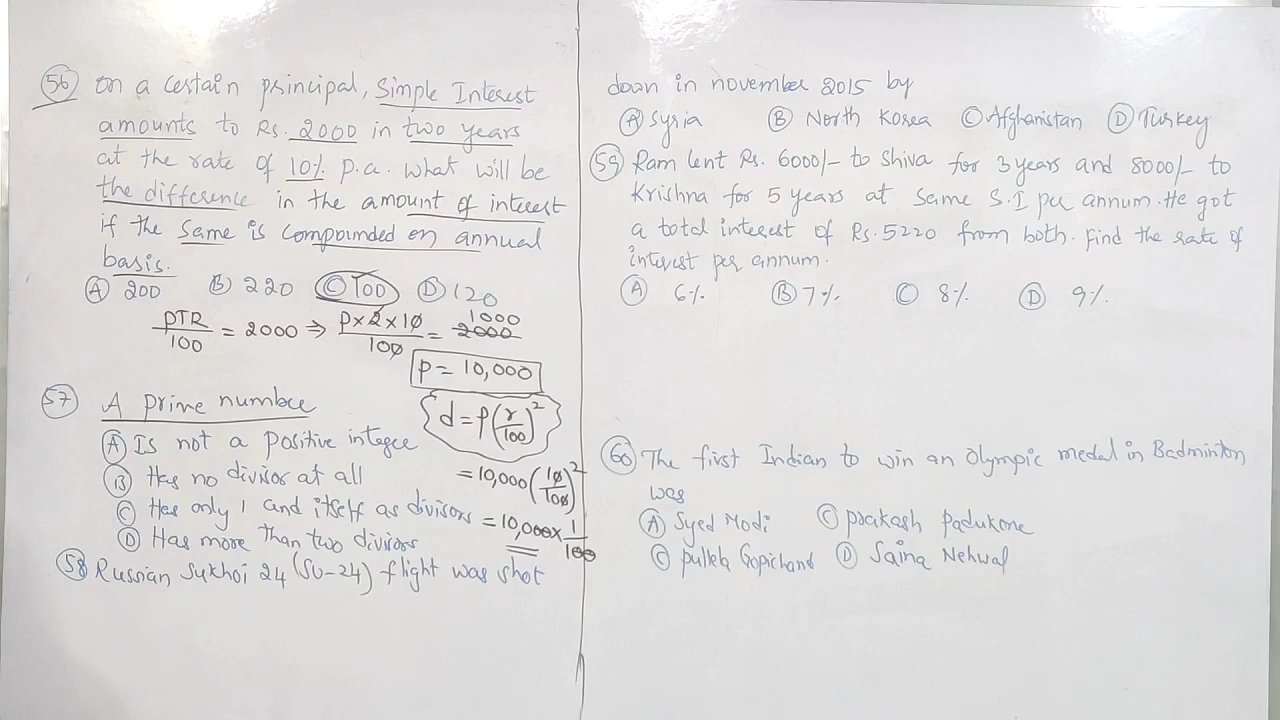 56 On a certain principal, Simple Interest
amounts to Rs. 2000 in two years
at the rate of 10% p.a. What will be
the difference in the amount of interest
if the same is compounded on annual
basis.
A 200 B 220 C 100 D 120
PTR/100 = 2000 ⇒ P×2×10/100 = 2000 1000
P = 10,000
57 A prime number
d = P(r/100)²
A Is not a positive integer
B Has no divisor at all
= 10,000 (10/100)²
C Has only 1 and itself as divisors
= 10,000 × 1/100
D Has more than two divisors
58 Russian Sukhoi 24 (SU-24) flight was shot
down in november 2015 by
A Syria B North Korea C Afghanistan D Turkey
59 Ram lent Rs. 6000/- to Shiva for 3 years and 8000/- to
Krishna for 5 years at same S.I per annum. He got
a total interest of Rs. 5220 from both. Find the rate of
interest per annum.
A 6% B 7% C 8% D 9%
60 The first Indian to win an Olympic medal in Badminton
was
A Syed Modi C Prakash Padukone
C Pullela Gopichand D Saina Nehwal